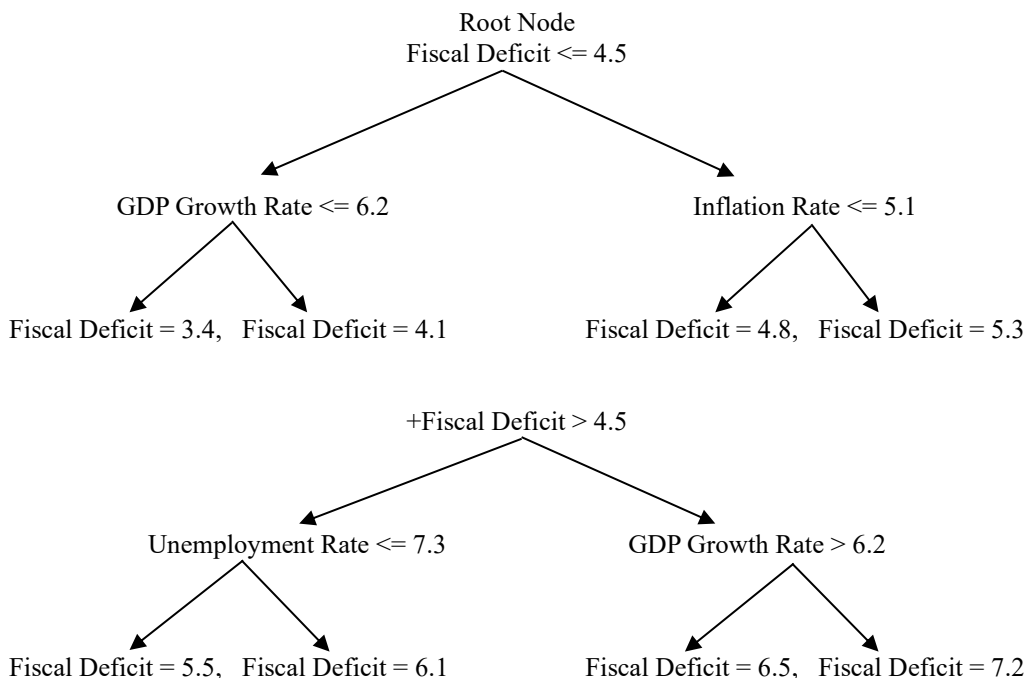 Root Node
Fiscal Deficit <= 4.5
GDP Growth Rate <= 6.2 Inflation Rate <= 5.1
Fiscal Deficit = 3.4, Fiscal Deficit = 4.1 Fiscal Deficit = 4.8, Fiscal Deficit = 5.3
+Fiscal Deficit > 4.5
Unemployment Rate <= 7.3 GDP Growth Rate > 6.2
Fiscal Deficit = 5.5, Fiscal Deficit = 6.1 Fiscal Deficit = 6.5, Fiscal Deficit = 7.2